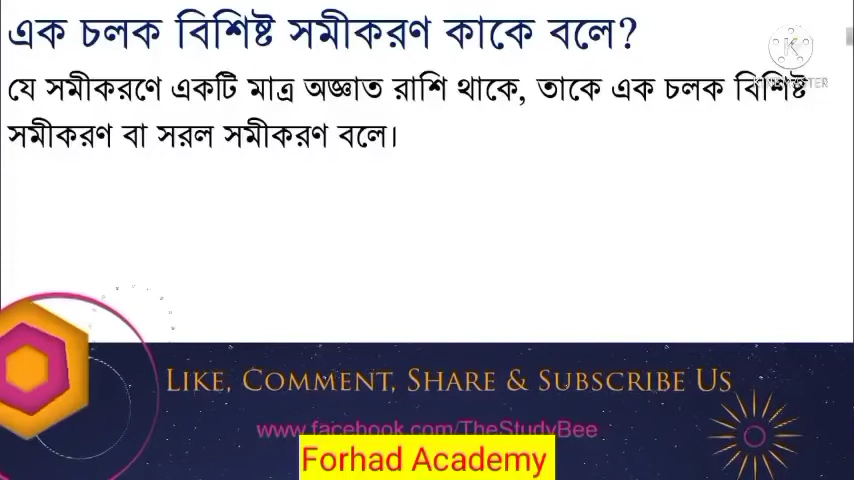 এক চলক বিশিষ্ট সমীকরণ কাকে বলে?
যে সমীকরণে একটি মাত্র অজ্ঞাত রাশি থাকে, তাকে এক চলক বিশিষ্ট
সমীকরণ বা সরল সমীকরণ বলে।
LIKE, COMMENT, SHARE & SUBSCRIBE US
www.facebook.com/TheStudyBee
Forhad Academy